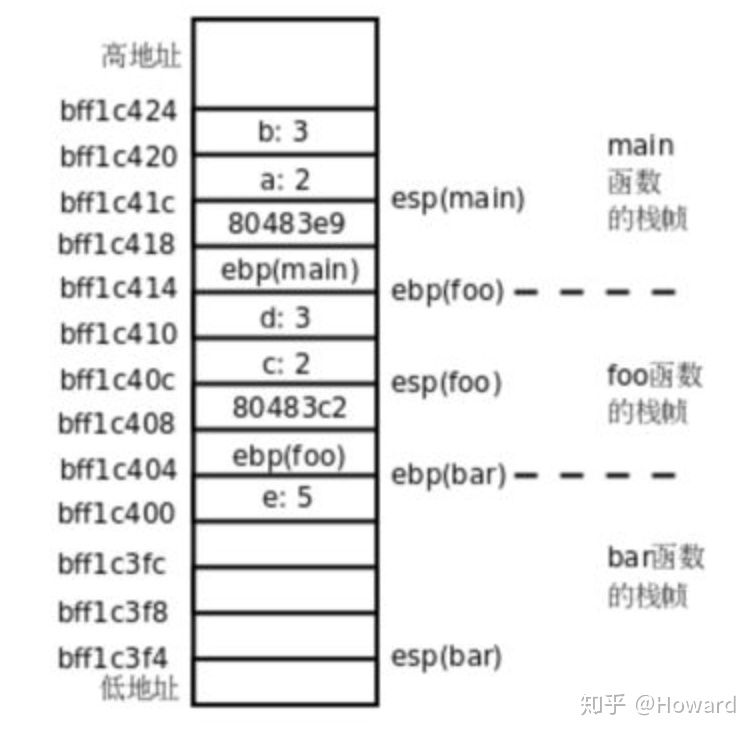 高地址
bff1c424
b: 3
main
函数
的栈帧
bff1c420
a: 2
bff1c41c
esp(main)
80483e9
bff1c418
ebp(main)
bff1c414
ebp(foo)
d: 3
bff1c410
c: 2
bff1c40c
esp(foo)
foo函数
的栈帧
80483c2
bff1c408
ebp(foo)
bff1c404
ebp(bar)
e: 5
bff1c400
bff1c3fc
bar函数
的栈帧
bff1c3f8
bff1c3f4
esp(bar)
低地址
知乎 @Howard